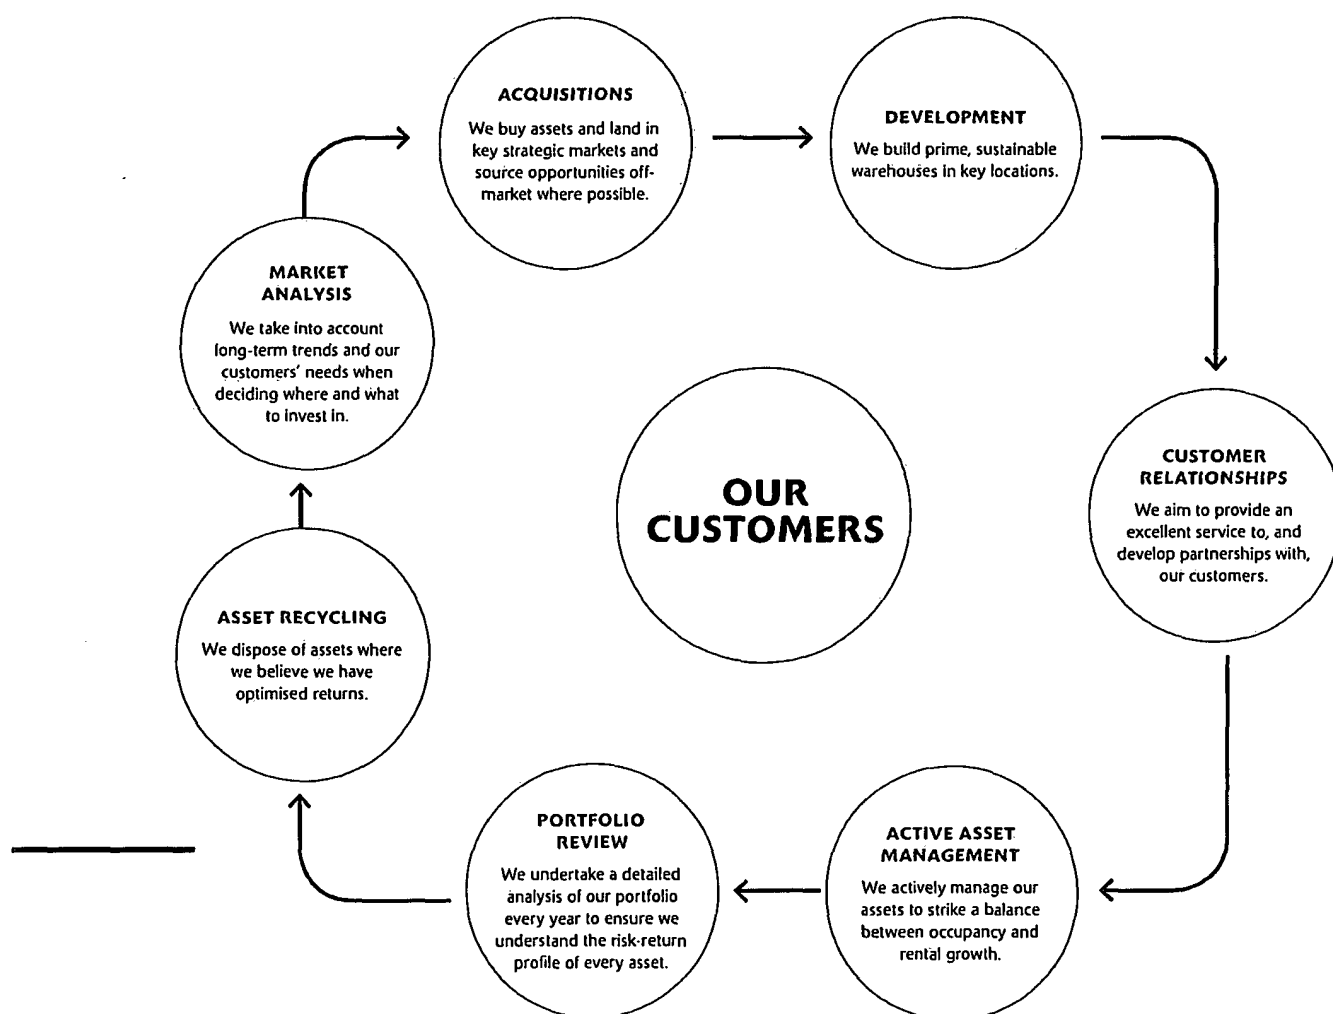 ACQUISITIONS
We buy assets and land in
key strategic markets and
source opportunities off-
market where possible.
DEVELOPMENT
We build prime, sustainable
warehouses in key locations.
MARKET
ANALYSIS
We take into account
long-term trends and our
customers' needs when
deciding where and what
to invest in.
OUR
CUSTOMERS
CUSTOMER
RELATIONSHIPS
We aim to provide an
excellent service to, and
develop partnerships with,
our customers.
ASSET RECYCLING
We dispose of assets where
we believe we have
optimised returns.
PORTFOLIO
REVIEW
We undertake a detailed
analysis of our portfolio
every year to ensure we
understand the risk-return
profile of every asset.
ACTIVE ASSET
MANAGEMENT
We actively manage our
assets to strike a balance
between occupancy and
rental growth.